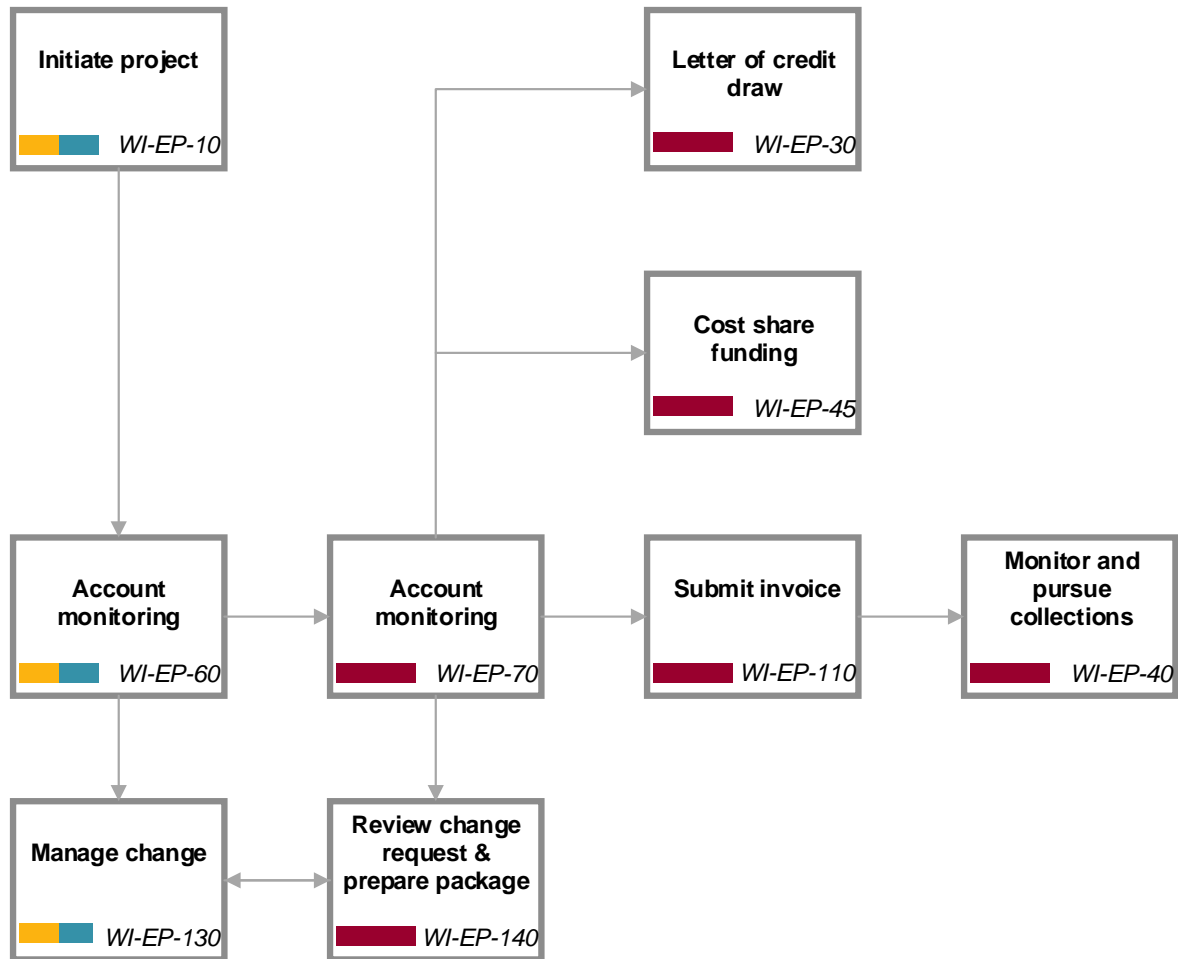 Initiate project
WI-EP-10
Letter of credit
draw
WI-EP-30
Cost share
funding
WI-EP-45
Account
monitoring
WI-EP-60
Account
monitoring
WI-EP-70
Submit invoice
WI-EP-110
Monitor and
pursue
collections
WI-EP-40
Manage change
WI-EP-130
Review change
request &
prepare package
WI-EP-140